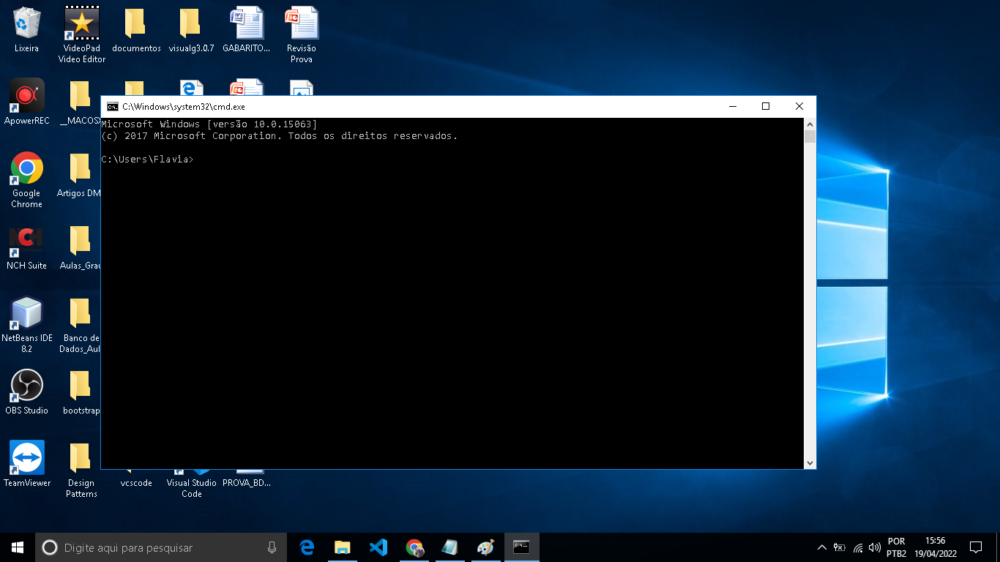 Lixeira
VideoPad
Video Editor
documentos
visualg3.0.7
GABARITO...
Revisão
Prova
ApowerREC
__MACOSX
C:\Windows\system32\cmd.exe
Microsoft Windows [versão 10.0.15063]
(c) 2017 Microsoft Corporation. Todos os direitos reservados.
C:\Users\Flavia>
Google
Chrome
Artigos DM
NCH Suite
Aulas_Grau
NetBeans IDE
8.2
Banco de
Dados_Aul
OBS Studio
bootstrap
TeamViewer
Design
Patterns
vcscode
Visual Studio
Code
PROVA_BD...
Digite aqui para pesquisar
POR
PTB2
15:56
19/04/2022